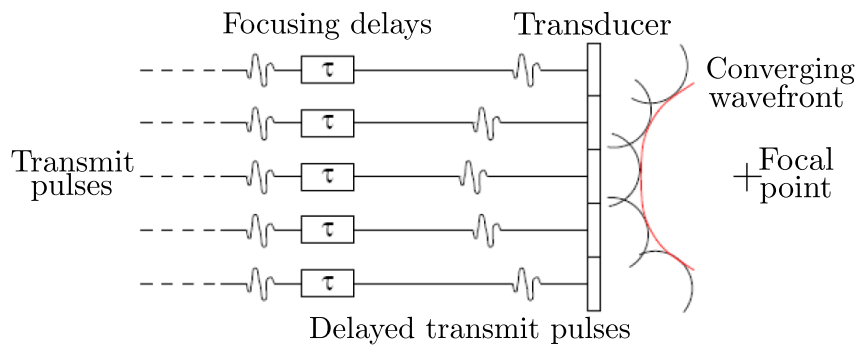 Focusing delays
Transducer
Converging
wavefront
τ
τ
Transmit
pulses
τ
Focal
point
τ
τ
Delayed transmit pulses